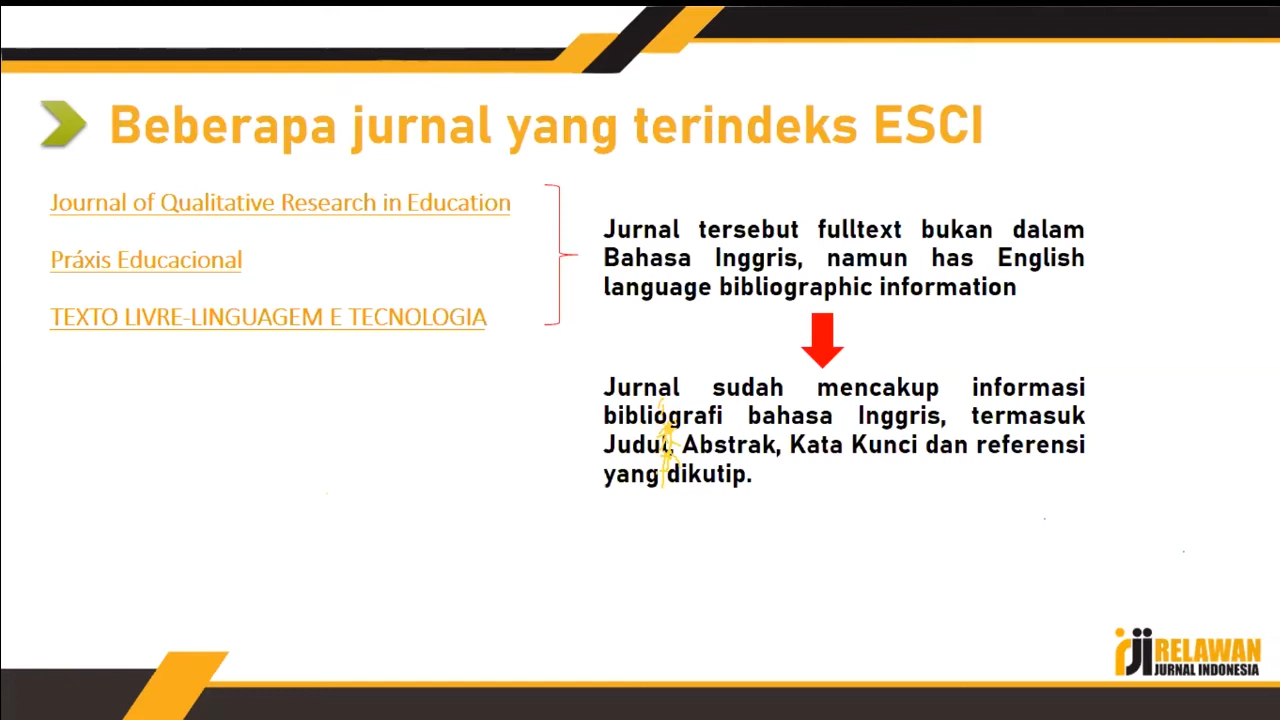 Beberapa jurnal yang terindeks ESCI
Journal of Qualitative Research in Education
Práxis Educacional
TEXTO LIVRE-LINGUAGEM E TECNOLOGIA
Jurnal tersebut fulltext bukan dalam
Bahasa Inggris, namun has English
language bibliographic information
Jurnal sudah mencakup informasi
bibliografi bahasa Inggris, termasuk
Judul, Abstrak, Kata Kunci dan referensi
yang dikutip.
RELAWAN
JURNAL INDONESIA